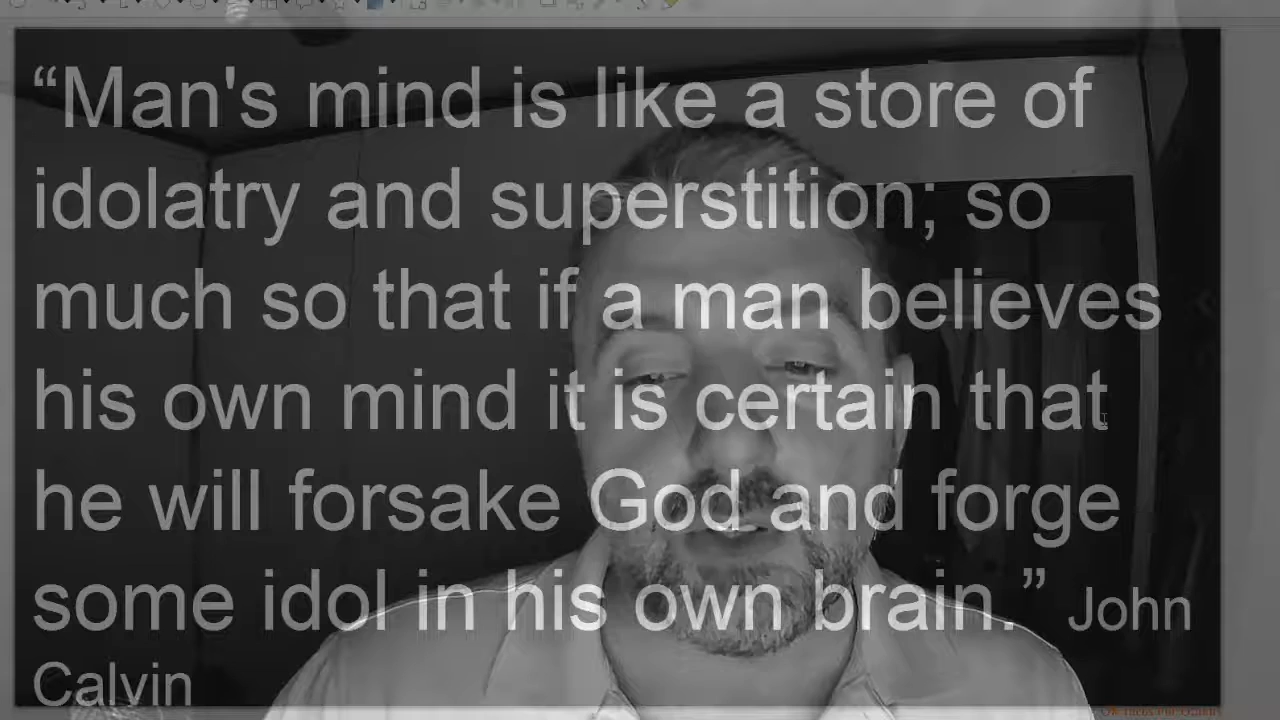 “Man's mind is like a store of
idolatry and superstition; so
much so that if a man believes
his own mind it is certain that
he will forsake God and forge
some idol in his own brain.” John
Calvin